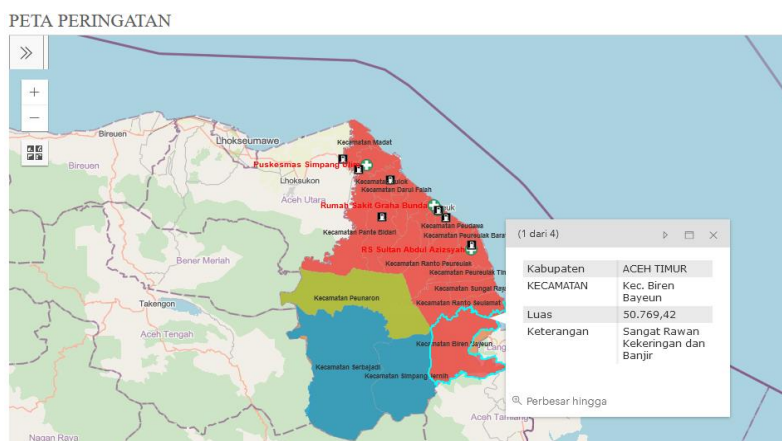 PETA PERINGATAN
Bireuen
Lhokseumawe
Kecamatan Madat
Bireuen
Puskesmas Simpang Ulim
Lhoksukon
Kecamatan Darul Falah
Aceh Utara
Rumah Sakit Graha Bunda
Kecamatan Pante Bidari
Kecamatan Peudawa
Kecamatan Peureulak Barat
RS Sultan Abdul Azizsyah
Bener Meriah
Kecamatan Ranto Peureulak
Kecamatan Peureulak Tim
Kecamatan Sungai Raya
Kecamatan Peunaron
Kecamatan Ranto Seulamat
Takengon
Aceh Tengah
Kecamatan Biren Bayeun
Kecamatan Serbajadi
Kecamatan Simpang Jernih
Aceh Tamiang
Nagan Raya
(1 dari 4)
Kabupaten ACEH TIMUR
KECAMATAN Kec. Biren
Bayeun
Luas 50.769,42
Keterangan Sangat Rawan
Kekeringan dan
Banjir
Perbesar hingga